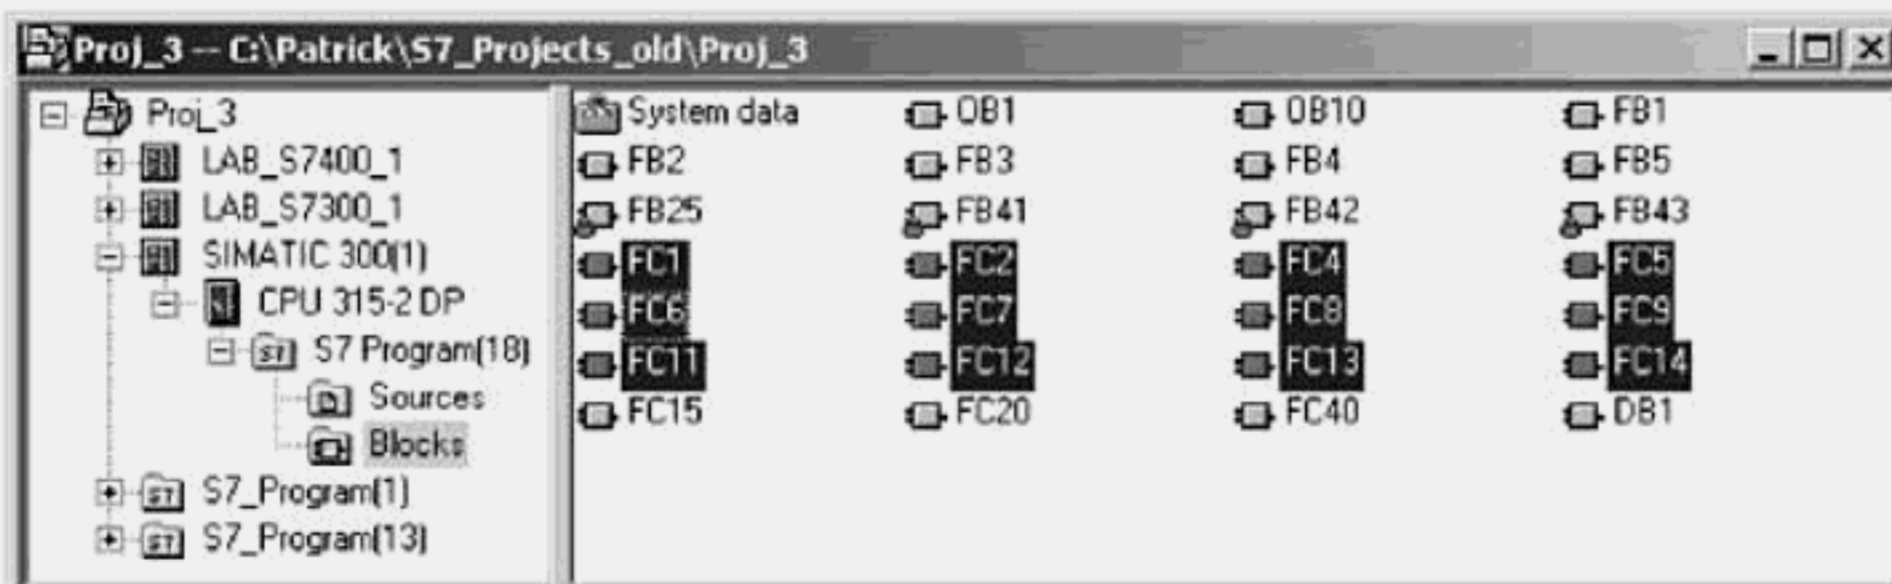 Proj_3 -- C:\Patrick\S7_Projects_old\Proj_3
Proj_3
LAB_S7400_1
LAB_S7300_1
SIMATIC 300(1)
CPU 315-2 DP
S7 Program(18)
Sources
Blocks
S7_Program(1)
S7_Program(13)
System data OB1 OB10 FB1
FB2 FB3 FB4 FB5
FB25 FB41 FB42 FB43
FC1 FC2 FC4 FC5
FC6 FC7 FC8 FC9
FC11 FC12 FC13 FC14
FC15 FC20 FC40 DB1